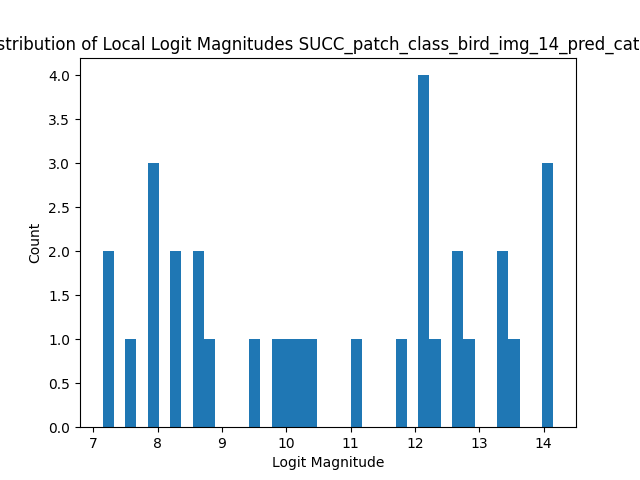 stribution of Local Logit Magnitudes SUCC_patch_class_bird_img_14_pred_cat
4.0
3.5
3.0
2.5
2.0
1.5
1.0
0.5
0.0
Count
7 8 9 10 11 12 13 14
Logit Magnitude